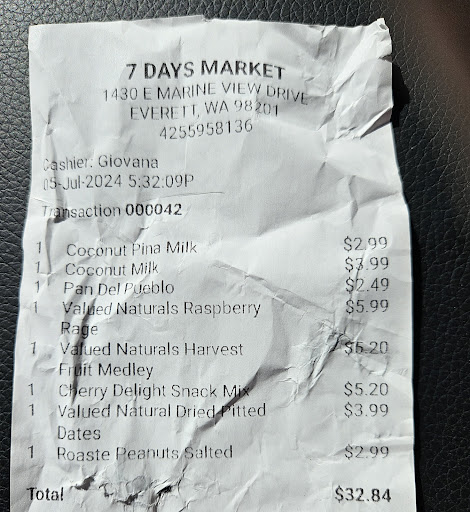 7 DAYS MARKET
1430 E MARINE VIEW DRIVE
EVERETT, WA 98201
4255958136
Cashier: Giovana
05-Jul-2024 5:32:09P
Transaction 000042
1 Coconut Pina Milk $2.99
1 Coconut Milk $3.99
1 Pan Del Pueblo $2.49
1 Valued Naturals Raspberry $5.99
Rage
1 Valued Naturals Harvest $5.20
Fruit Medley
1 Cherry Delight Snack Mix $5.20
1 Valued Natural Dried Pitted $3.99
Dates
1 Roaste Peanuts Salted $2.99
Total $32.84